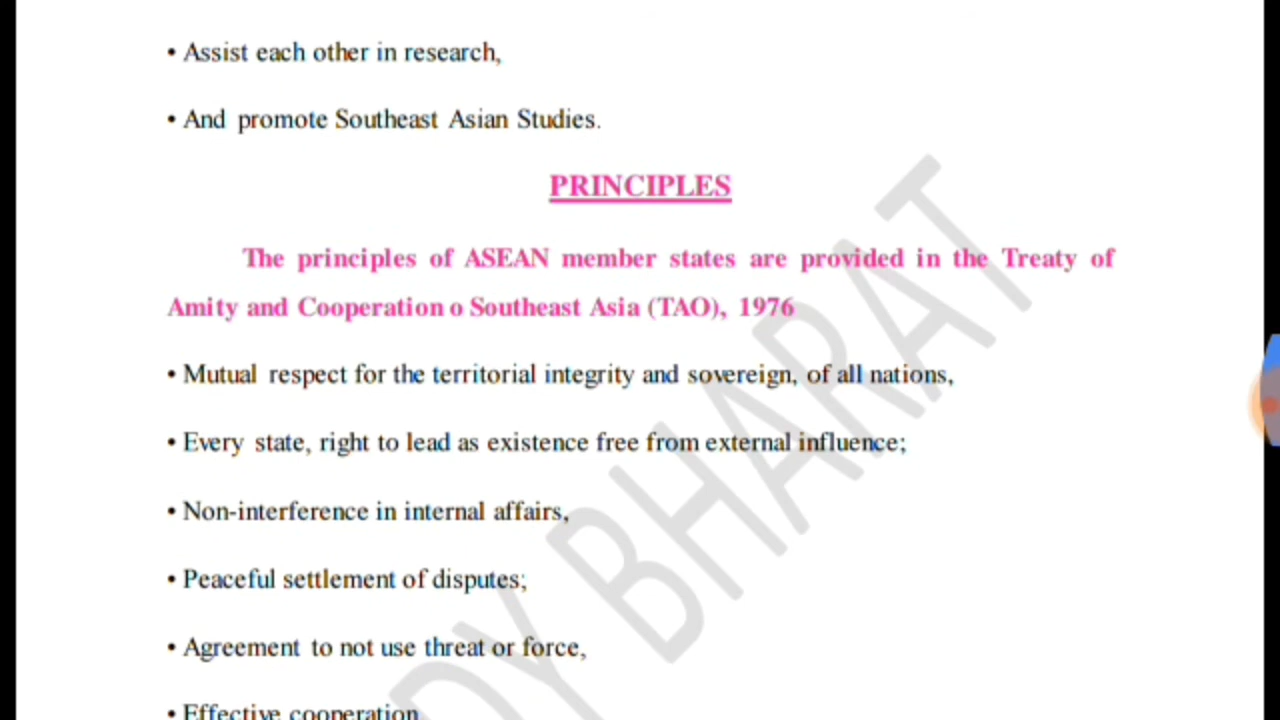 • Assist each other in research,
• And promote Southeast Asian Studies.
PRINCIPLES
The principles of ASEAN member states are provided in the Treaty of
Amity and Cooperation o Southeast Asia (TAO), 1976
• Mutual respect for the territorial integrity and sovereign, of all nations,
• Every state, right to lead as existence free from external influence;
• Non-interference in internal affairs,
• Peaceful settlement of disputes;
• Agreement to not use threat or force,
• Effective cooperation
DY BHARAT